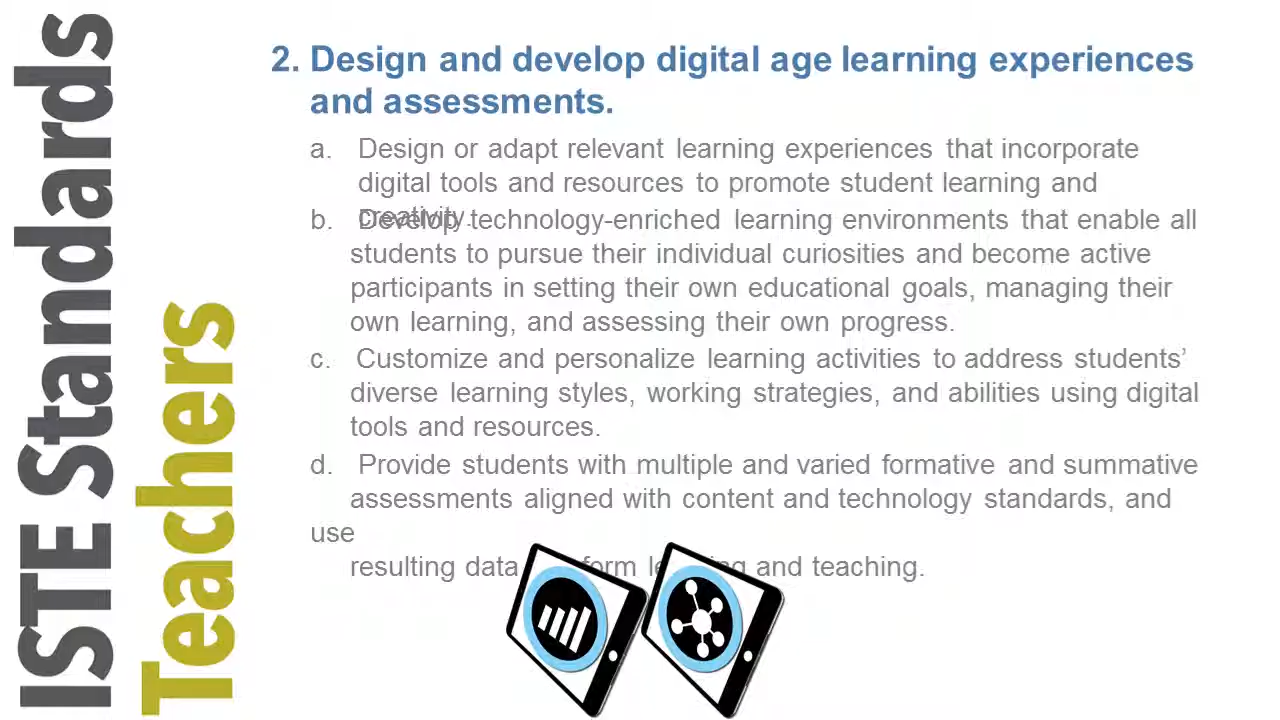 ISTE Standards
Teachers
2. Design and develop digital age learning experiences
and assessments.
a. Design or adapt relevant learning experiences that incorporate
digital tools and resources to promote student learning and
creativity.
b. Develop technology-enriched learning environments that enable all
students to pursue their individual curiosities and become active
participants in setting their own educational goals, managing their
own learning, and assessing their own progress.
c. Customize and personalize learning activities to address students’
diverse learning styles, working strategies, and abilities using digital
tools and resources.
d. Provide students with multiple and varied formative and summative
assessments aligned with content and technology standards, and
use
resulting data and teaching.